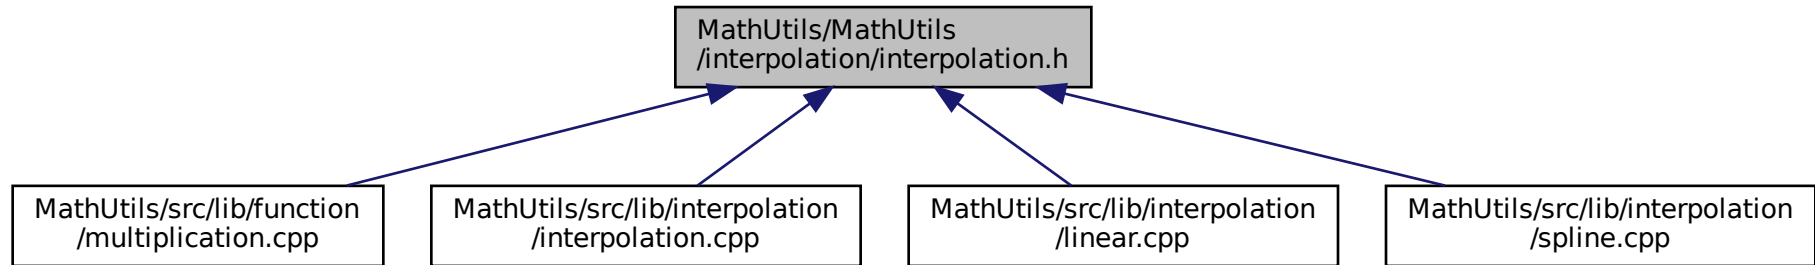 MathUtils/MathUtils
/interpolation/interpolation.h
MathUtils/src/lib/function
/multiplication.cpp
MathUtils/src/lib/interpolation
/interpolation.cpp
MathUtils/src/lib/interpolation
/linear.cpp
MathUtils/src/lib/interpolation
/spline.cpp